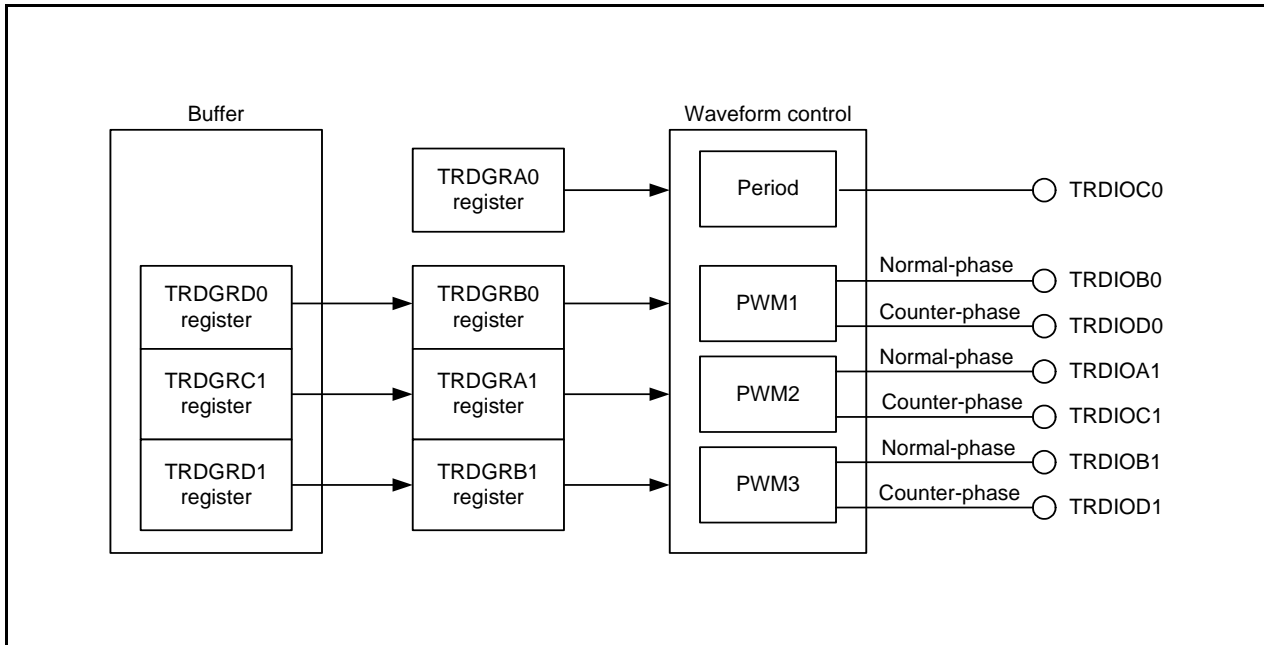 Buffer
Waveform control
TRDGRA0
register
Period
TRDIOC0
TRDGRD0
register
TRDGRB0
register
PWM1
Normal-phase
TRDIOB0
Counter-phase
TRDIOD0
TRDGRC1
register
TRDGRA1
register
PWM2
Normal-phase
TRDIOA1
Counter-phase
TRDIOC1
TRDGRD1
register
TRDGRB1
register
PWM3
Normal-phase
TRDIOB1
Counter-phase
TRDIOD1